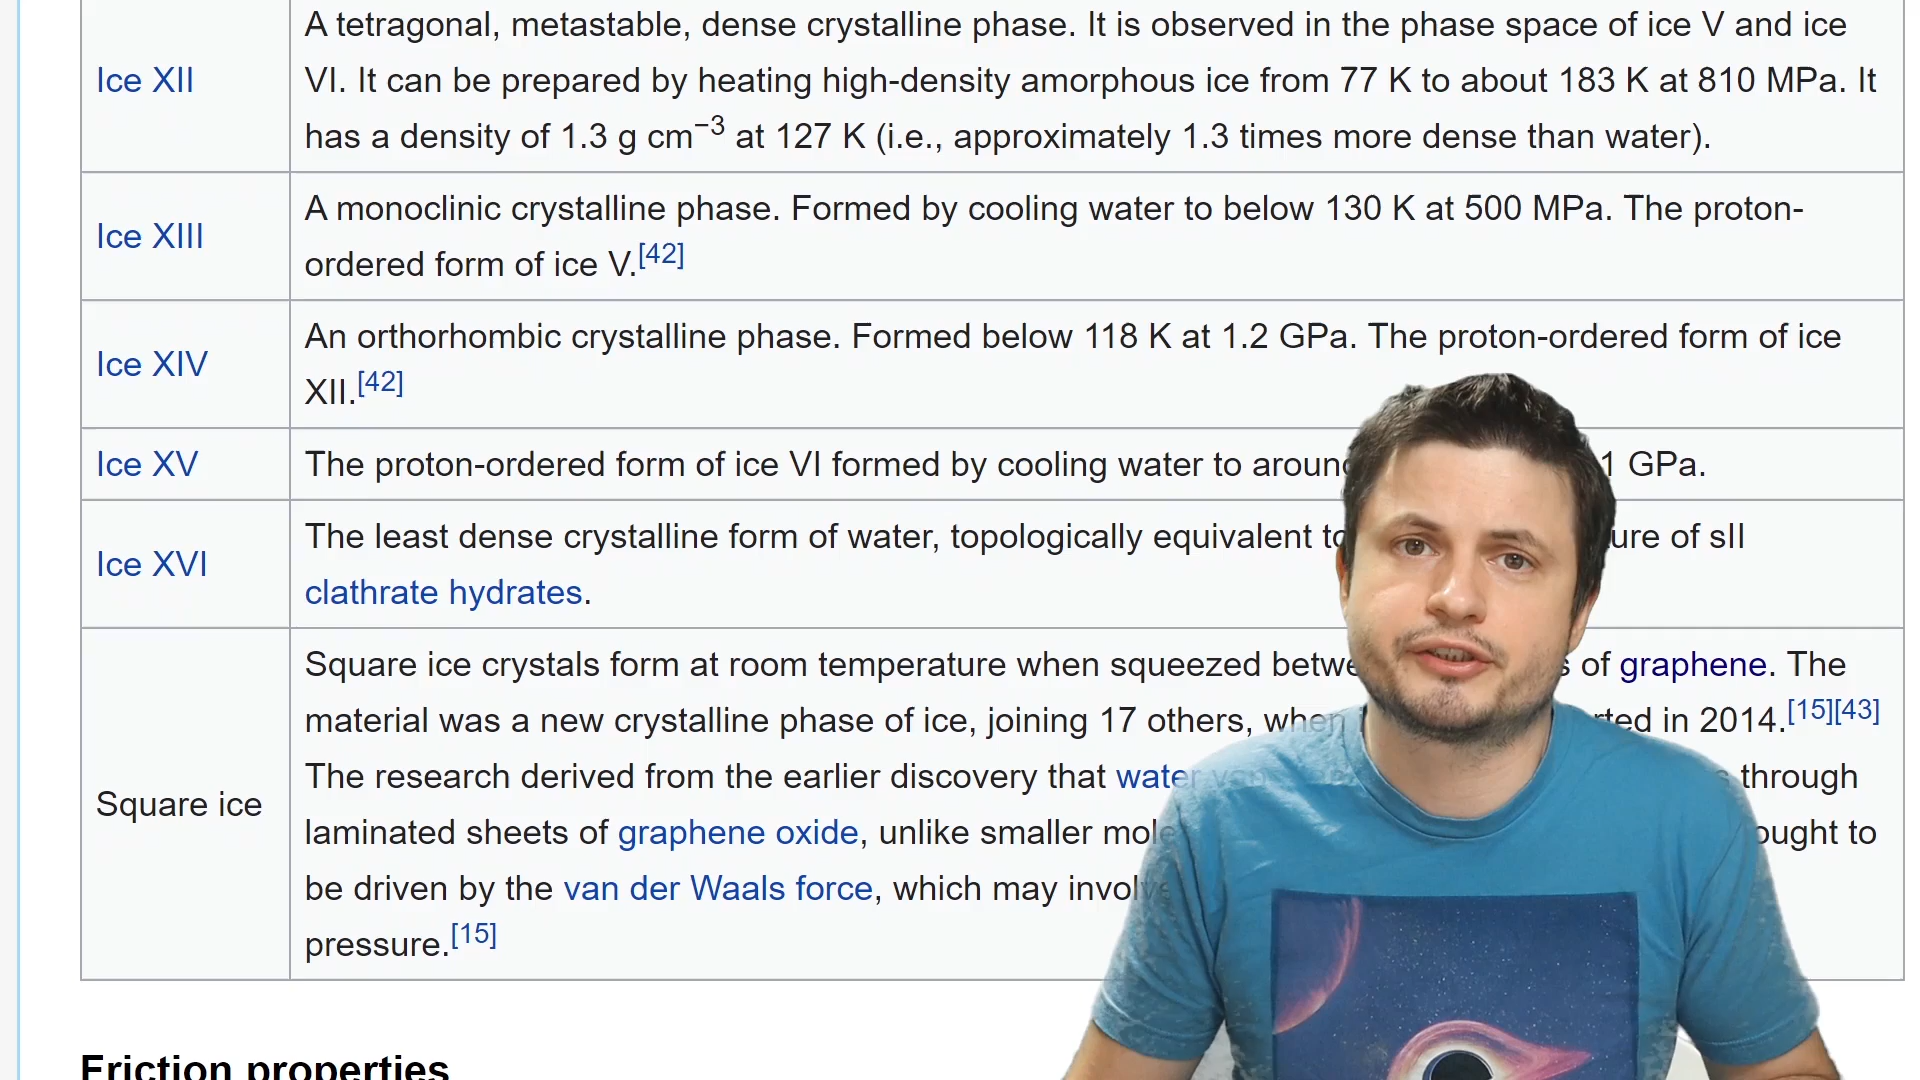 A tetragonal, metastable, dense crystalline phase. It is observed in the phase space of ice V and ice
Ice XII
VI. It can be prepared by heating high-density amorphous ice from 77 K to about 183 K at 810 MPa. It
has a density of 1.3 g cm⁻³ at 127 K (i.e., approximately 1.3 times more dense than water).
Ice XIII
A monoclinic crystalline phase. Formed by cooling water to below 130 K at 500 MPa. The proton-
ordered form of ice V.[42]
Ice XIV
An orthorhombic crystalline phase. Formed below 118 K at 1.2 GPa. The proton-ordered form of ice
XII.[42]
Ice XV
The proton-ordered form of ice VI formed by cooling water to around 1 GPa.
Ice XVI
The least dense crystalline form of water, topologically equivalent to of sII
clathrate hydrates.
Square ice
Square ice crystals form at room temperature when squeezed of graphene. The
material was a new crystalline phase of ice, joining 17 others, when in 2014.[15][43]
The research derived from the earlier discovery that water through
laminated sheets of graphene oxide, unlike smaller to
be driven by the van der Waals force, which may
pressure.[15]
Friction properties